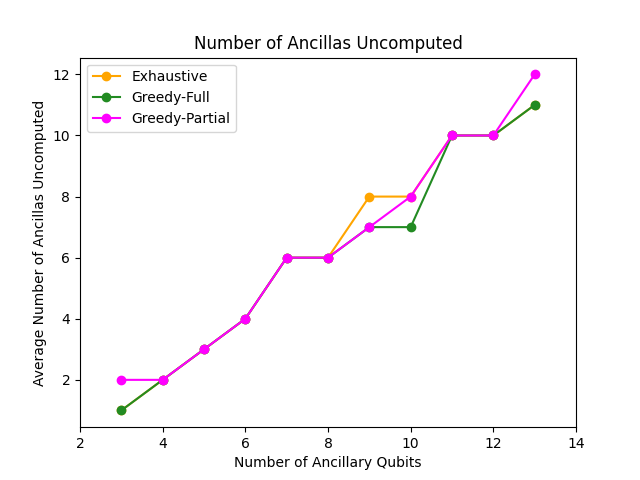 Number of Ancillas Uncomputed
Exhaustive
Greedy-Full
Greedy-Partial
Average Number of Ancillas Uncomputed
12
10
8
6
4
2
2 4 6 8 10 12 14
Number of Ancillary Qubits